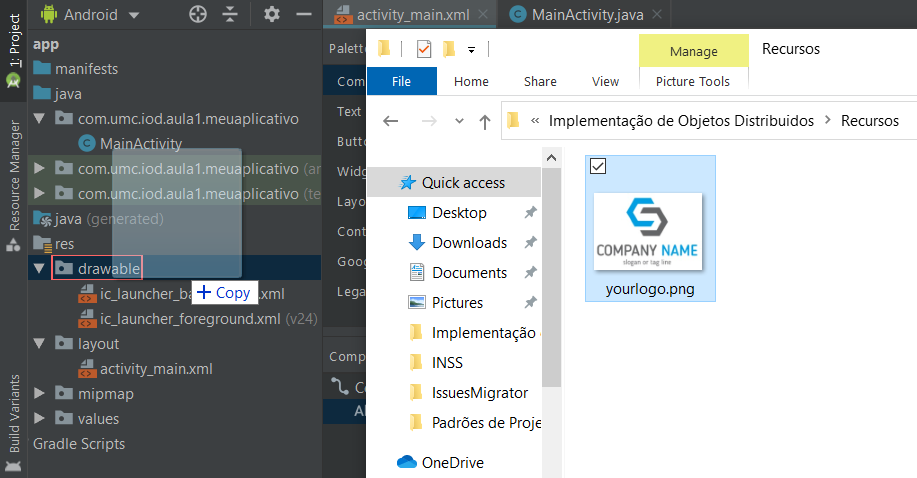 1: Project
Resource Manager
Build Variants
Android
app
manifests
java
com.umc.iod.aula1.meuaplicativo
MainActivity
com.umc.iod.aula1.meuaplicativo (an
com.umc.iod.aula1.meuaplicativo (te
java (generated)
res
drawable
ic_launcher_ba .xml
+ Copy
ic_launcher_foreground.xml (v24)
layout
activity_main.xml
mipmap
values
Gradle Scripts
activity_main.xml
MainActivity.java
Palett
Com
Text
Butto
Widg
Layo
Cont
Goog
Lega
Comp
Co
Al
Manage
Recursos
File
Home
Share
View
Picture Tools
« Implementação de Objetos Distribuidos > Recursos
Quick access
Desktop
Downloads
Documents
Pictures
Implementação
INSS
IssuesMigrator
Padrões de Proje
OneDrive
COMPANY NAME
slogan or tag line
yourlogo.png